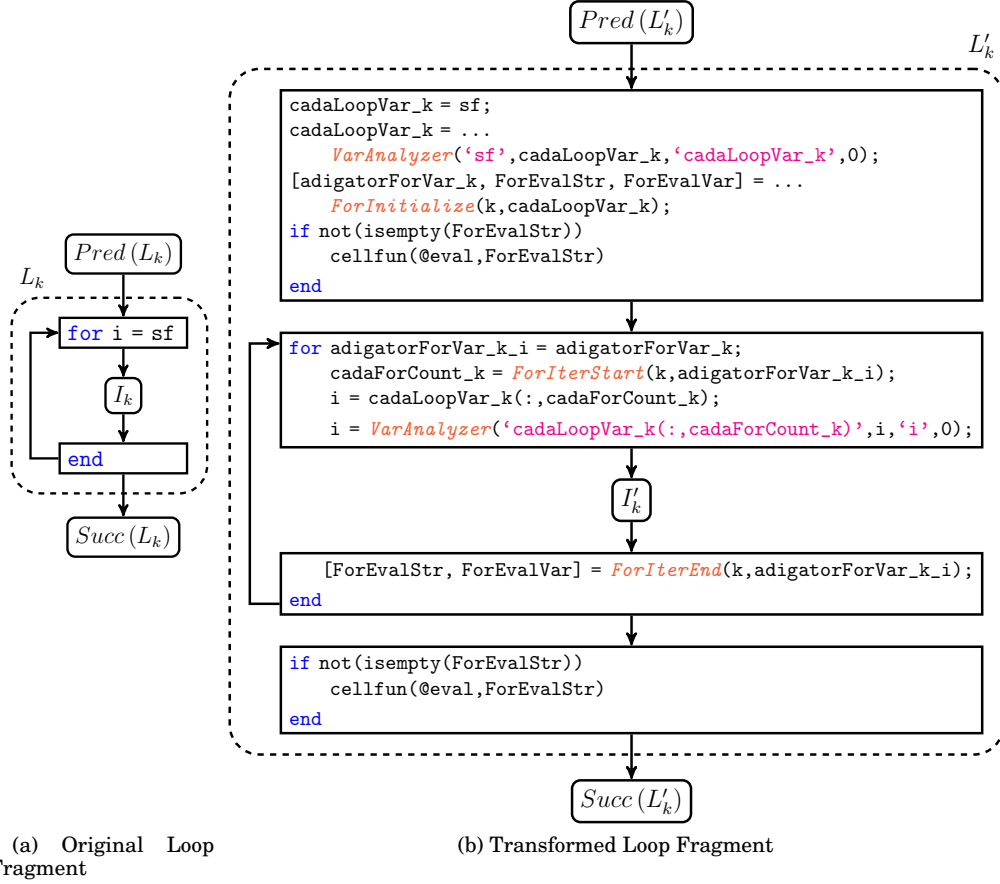 Pred (L_k)
L_k
for i = sf
I_k
end
Succ (L_k)
(a) Original Loop
Fragment
Pred (L′_k)
L′_k
cadaLoopVar_k = sf;
cadaLoopVar_k = ...
VarAnalyzer(‘sf’,cadaLoopVar_k,‘cadaLoopVar_k’,0);
[adigatorForVar_k, ForEvalStr, ForEvalVar] = ...
ForInitialize(k,cadaLoopVar_k);
if not(isempty(ForEvalStr))
cellfun(@eval,ForEvalStr)
end
for adigatorForVar_k_i = adigatorForVar_k;
cadaForCount_k = ForIterStart(k,adigatorForVar_k_i);
i = cadaLoopVar_k(:,cadaForCount_k);
i = VarAnalyzer(‘cadaLoopVar_k(:,cadaForCount_k)’,i,‘i’,0);
I′_k
[ForEvalStr, ForEvalVar] = ForIterEnd(k,adigatorForVar_k_i);
end
if not(isempty(ForEvalStr))
cellfun(@eval,ForEvalStr)
end
Succ (L′_k)
(b) Transformed Loop Fragment